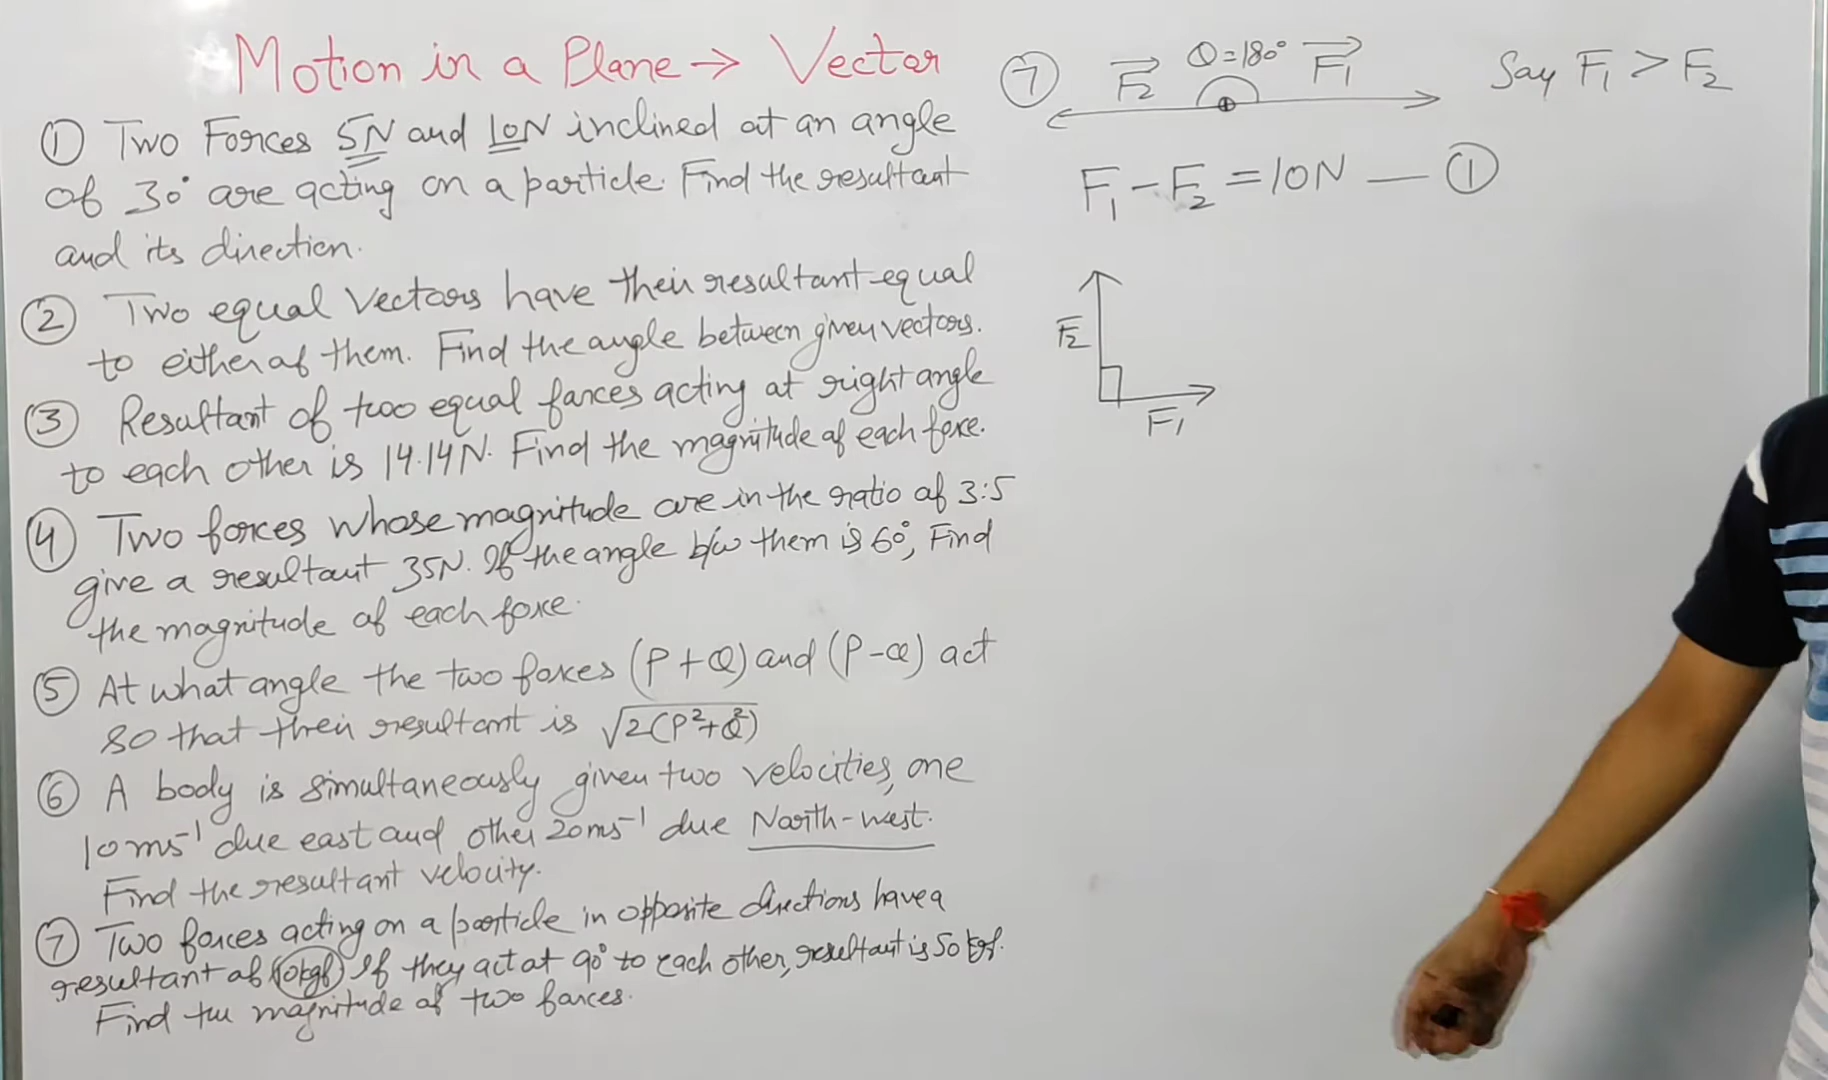 Motion in a Plane → Vector
① Two Forces 5N and 10N inclined at an angle
of 30° are acting on a particle. Find the resultant
and its direction.
② Two equal Vectors have their resultant equal
to either of them. Find the angle between given vectors.
③ Resultant of two equal forces acting at right angle
to each other is 14.14N. Find the magnitude of each force.
④ Two forces whose magnitude are in the ratio of 3:5
give a resultant 35N. If the angle b/w them is 60°, Find
the magnitude of each force.
⑤ At what angle the two forces (P+Q) and (P-Q) act
so that their resultant is √2(P²+Q²)
⑥ A body is simultaneously given two velocities, one
10 ms⁻¹ due east and other 20 ms⁻¹ due North-west.
Find the resultant velocity.
⑦ Two forces acting on a particle in opposite directions have a
resultant of 10kgf. If they act at 90° to each other, resultant is 50 kgf.
Find the magnitude of two forces.
⑦ F₂ θ=180° F₁ Say F₁ > F₂
F₁ - F₂ = 10N — ①
F₂
F₁